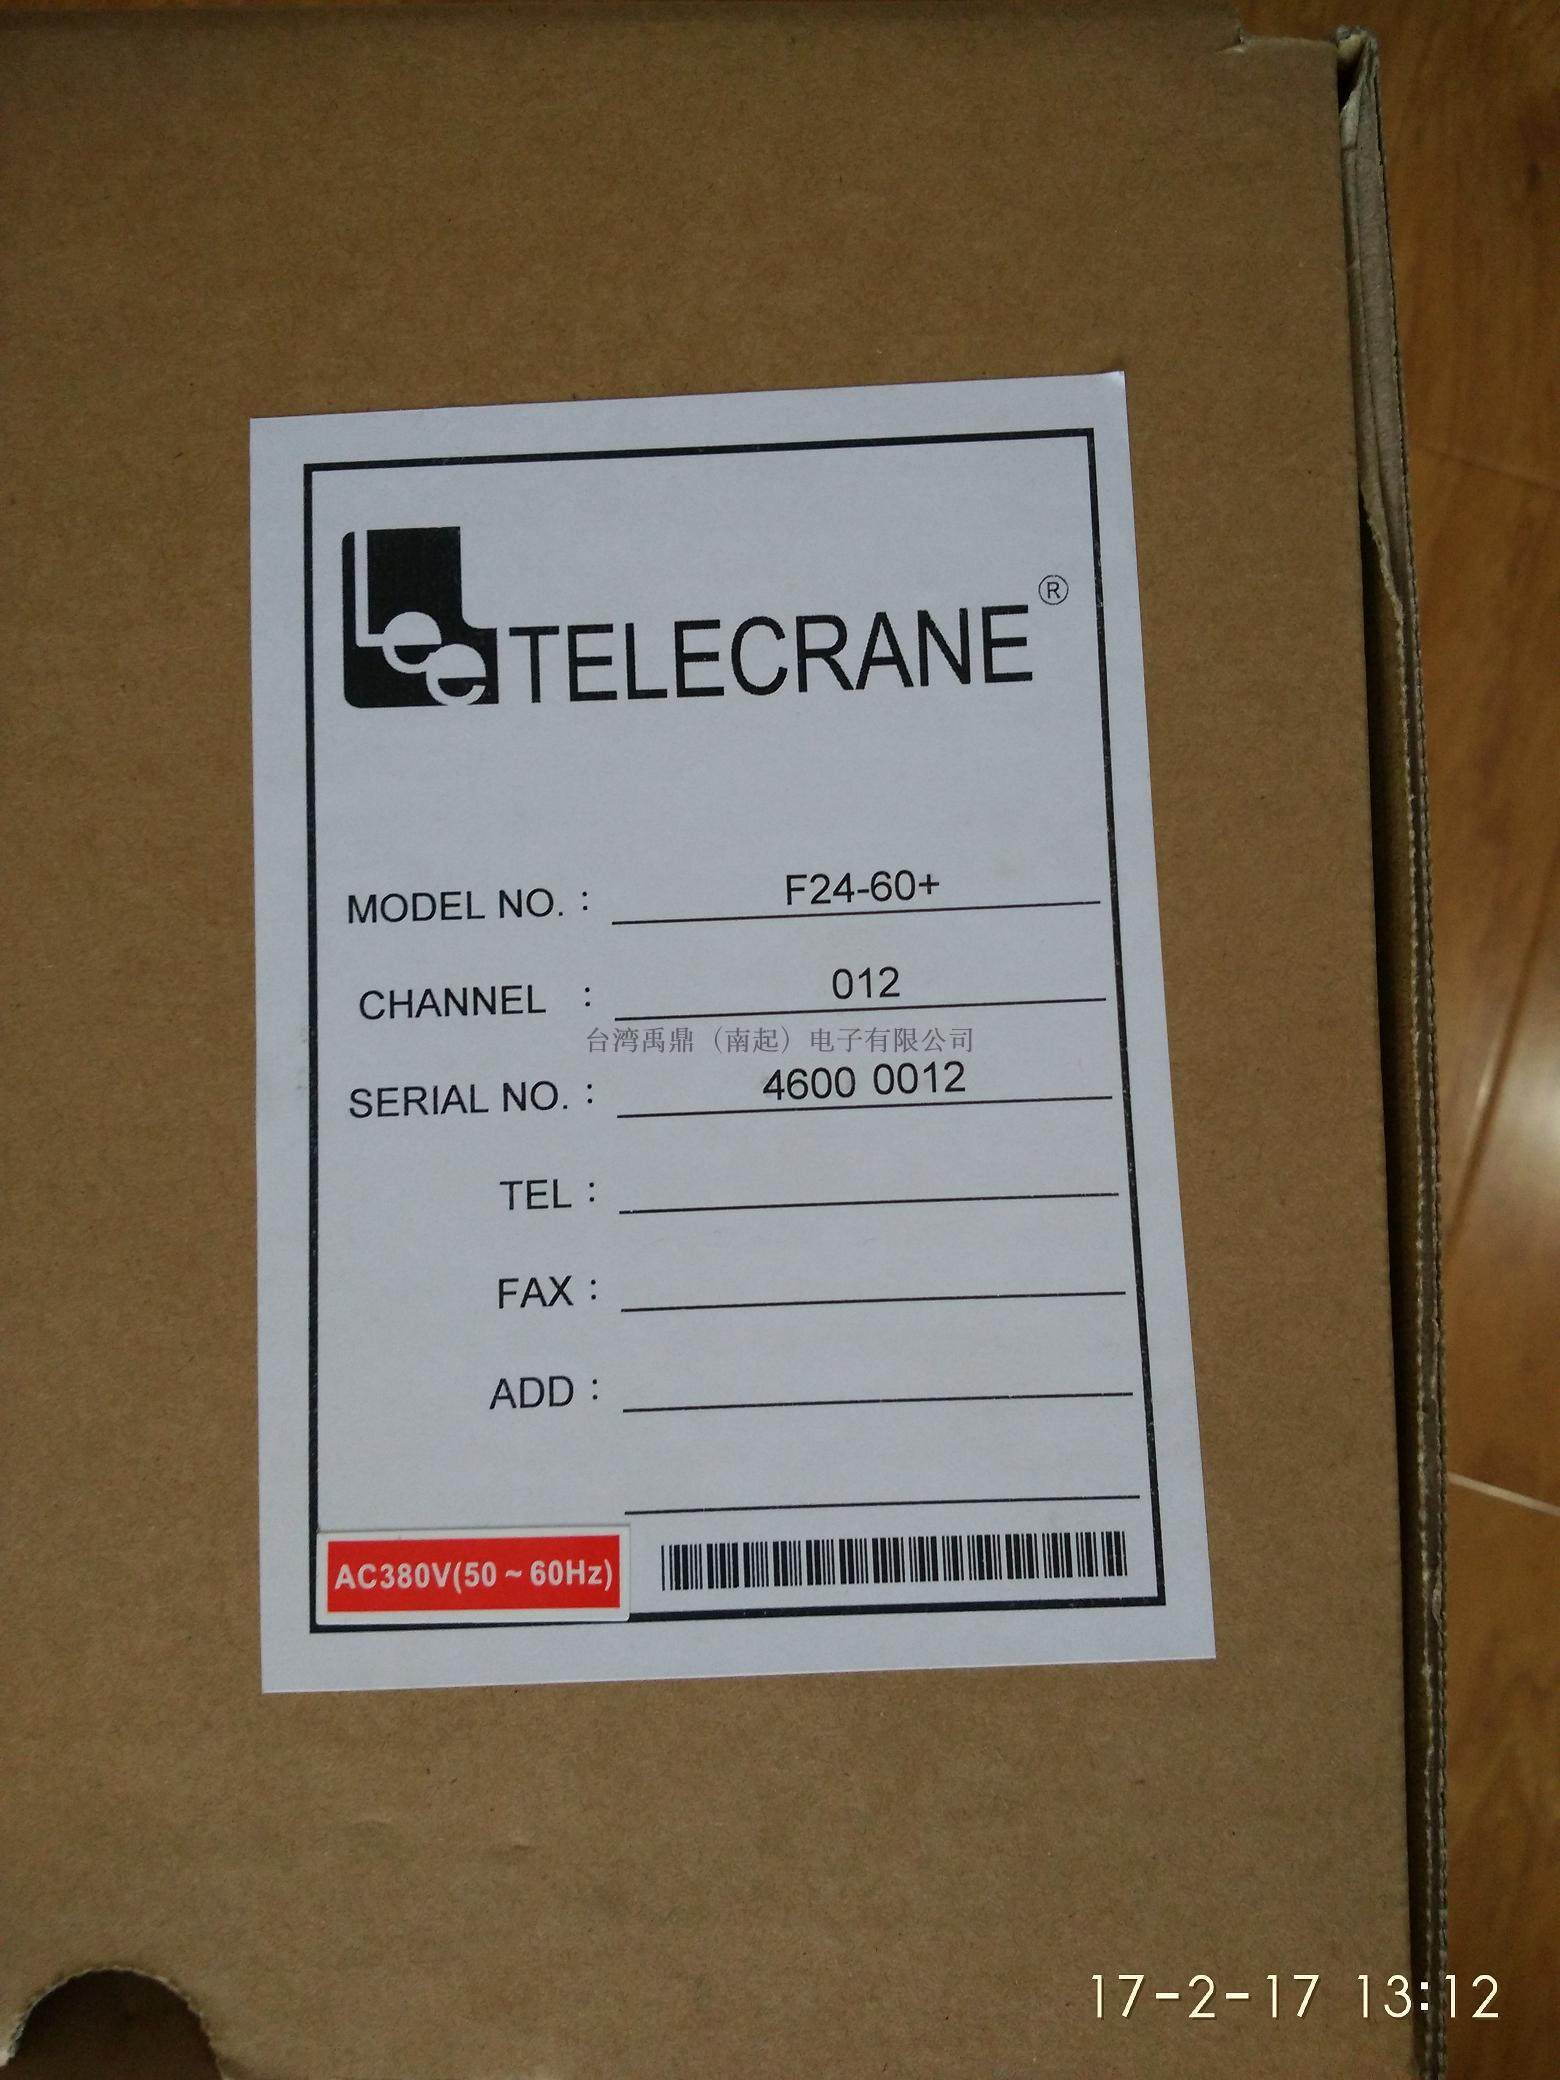 Lee TELECRANE ®
MODEL NO. : F24-60+
CHANNEL : 012
台湾禹鼎（南起）电子有限公司
SERIAL NO. : 4600 0012
TEL :
FAX :
ADD :
AC380V(50 ~ 60Hz)
17-2-17 13:12